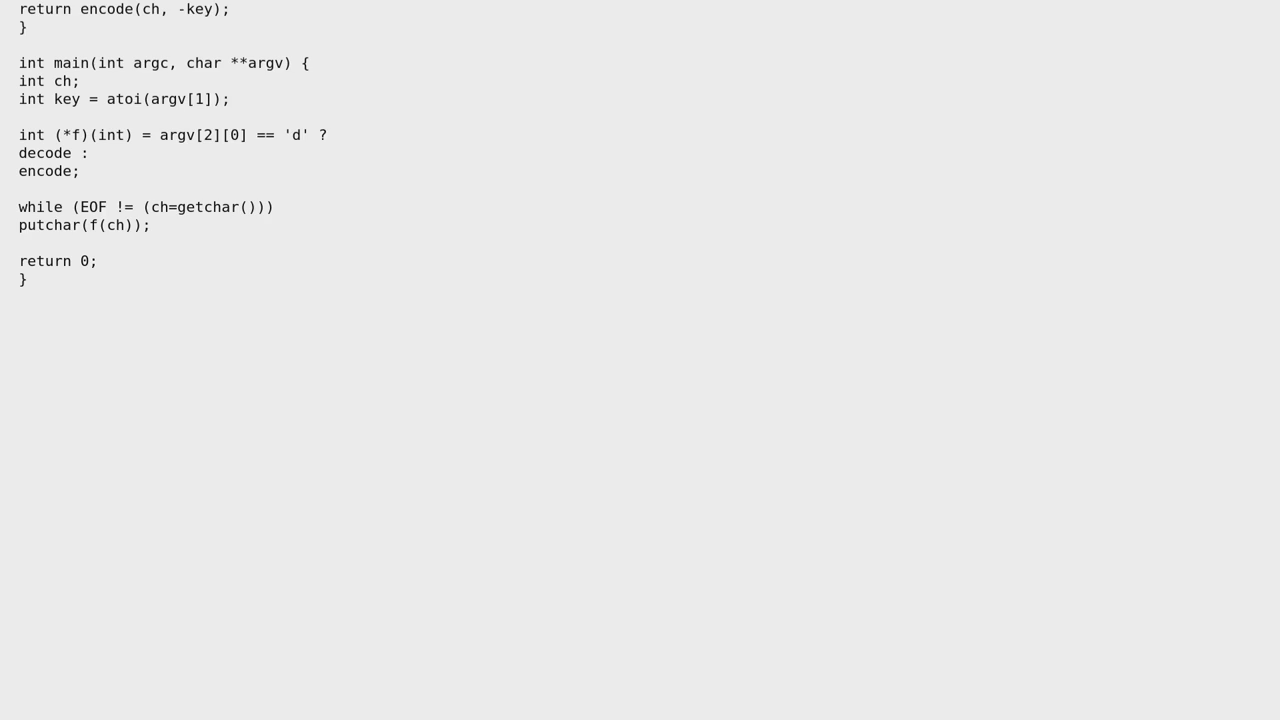 return encode(ch, -key);
}
int main(int argc, char **argv) {
int ch;
int key = atoi(argv[1]);
int (*f)(int) = argv[2][0] == 'd' ?
decode :
encode;
while (EOF != (ch=getchar()))
putchar(f(ch));
return 0;
}